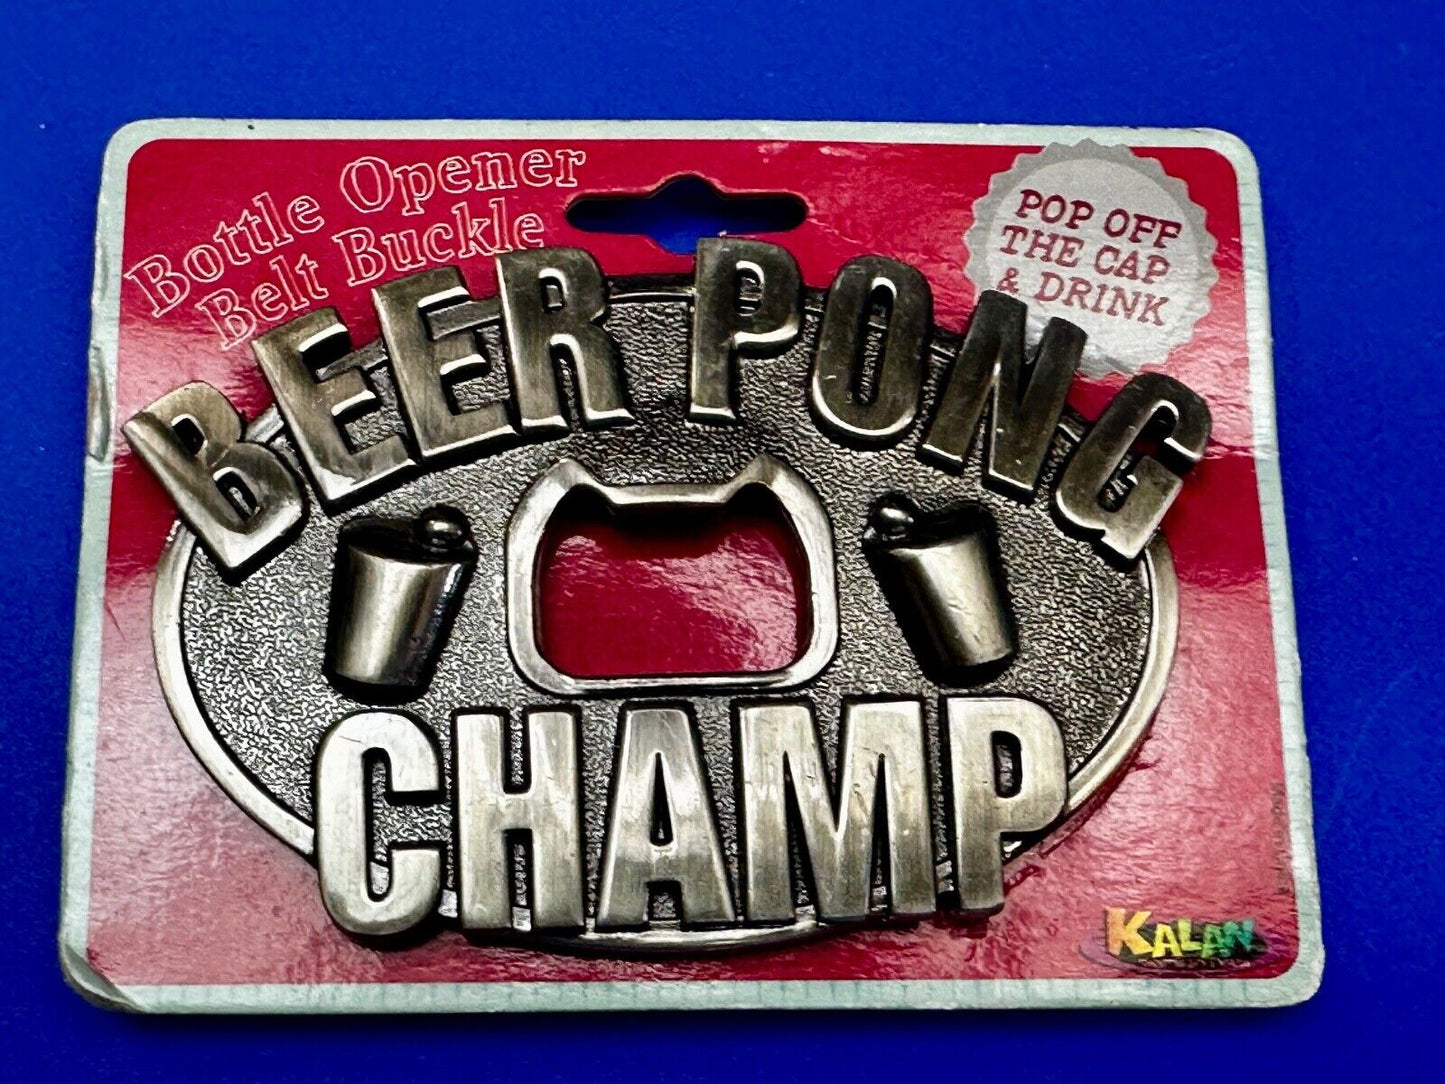 Bottle Opener
Belt Buckle
POP OFF
THE CAP
& DRINK
BEER PONG
CHAMP
KALAN